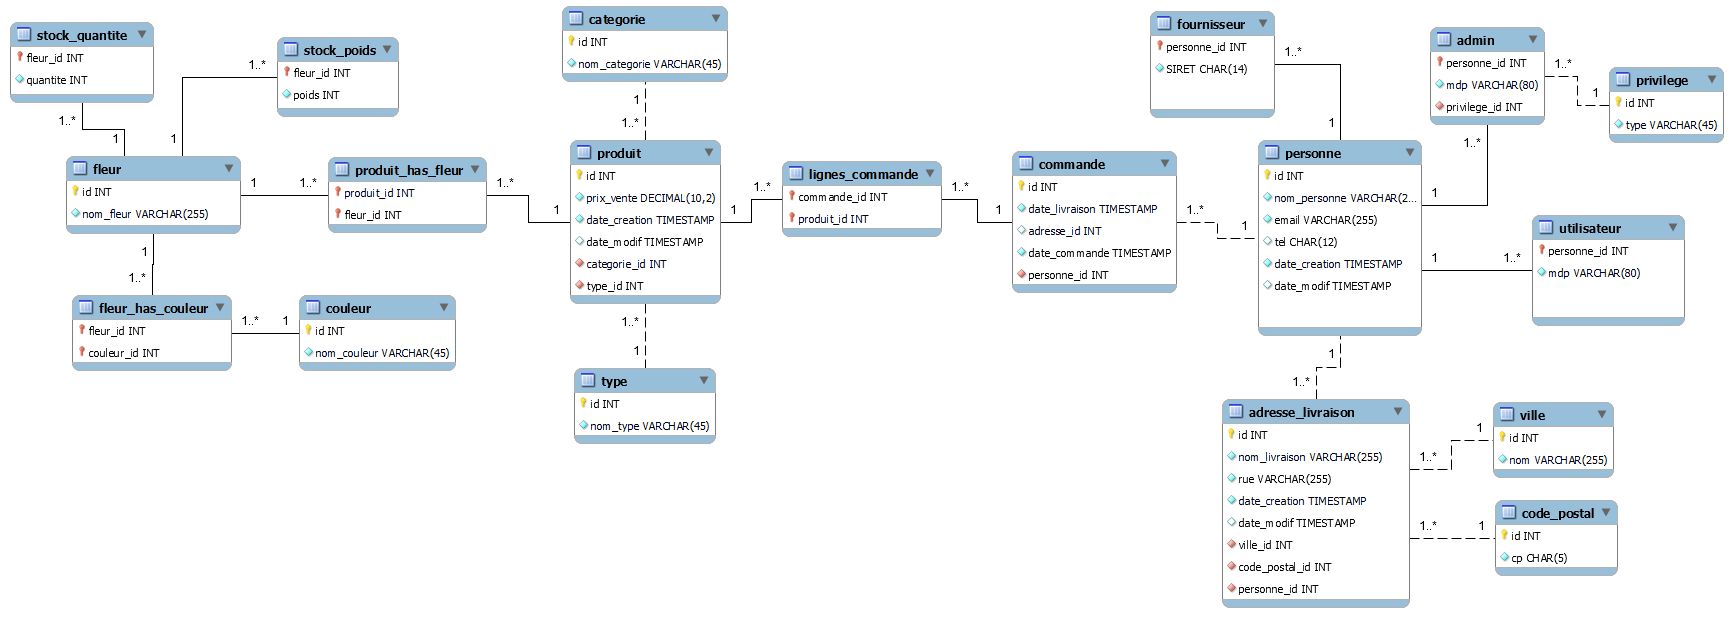 stock_quantite
fleur_id INT
quantite INT
1..*
1
stock_poids
fleur_id INT
poids INT
1..*
1
categorie
id INT
nom_categorie VARCHAR(45)
1
1..*
fournisseur
personne_id INT
SIRET CHAR(14)
1..*
1
admin
personne_id INT
mdp VARCHAR(80)
privilege_id INT
1..*
1
1..*
1
privilege
id INT
type VARCHAR(45)
fleur
id INT
nom_fleur VARCHAR(255)
1
1..*
produit_has_fleur
produit_id INT
fleur_id INT
1..*
1
produit
id INT
prix_vente DECIMAL(10,2)
date_creation TIMESTAMP
date_modif TIMESTAMP
categorie_id INT
type_id INT
1
1..*
lignes_commande
commande_id INT
produit_id INT
1..*
1
commande
id INT
date_livraison TIMESTAMP
adresse_id INT
date_commande TIMESTAMP
personne_id INT
1..*
1
personne
id INT
nom_personne VARCHAR(2...
email VARCHAR(255)
tel CHAR(12)
date_creation TIMESTAMP
date_modif TIMESTAMP
1
1..*
utilisateur
personne_id INT
mdp VARCHAR(80)
1
1..*
fleur_has_couleur
fleur_id INT
couleur_id INT
1..*
1
couleur
id INT
nom_couleur VARCHAR(45)
1..*
1
type
id INT
nom_type VARCHAR(45)
1
1..*
adresse_livraison
id INT
nom_livraison VARCHAR(255)
rue VARCHAR(255)
date_creation TIMESTAMP
date_modif TIMESTAMP
ville_id INT
code_postal_id INT
personne_id INT
1..*
1
ville
id INT
nom VARCHAR(255)
1..*
1
code_postal
id INT
cp CHAR(5)